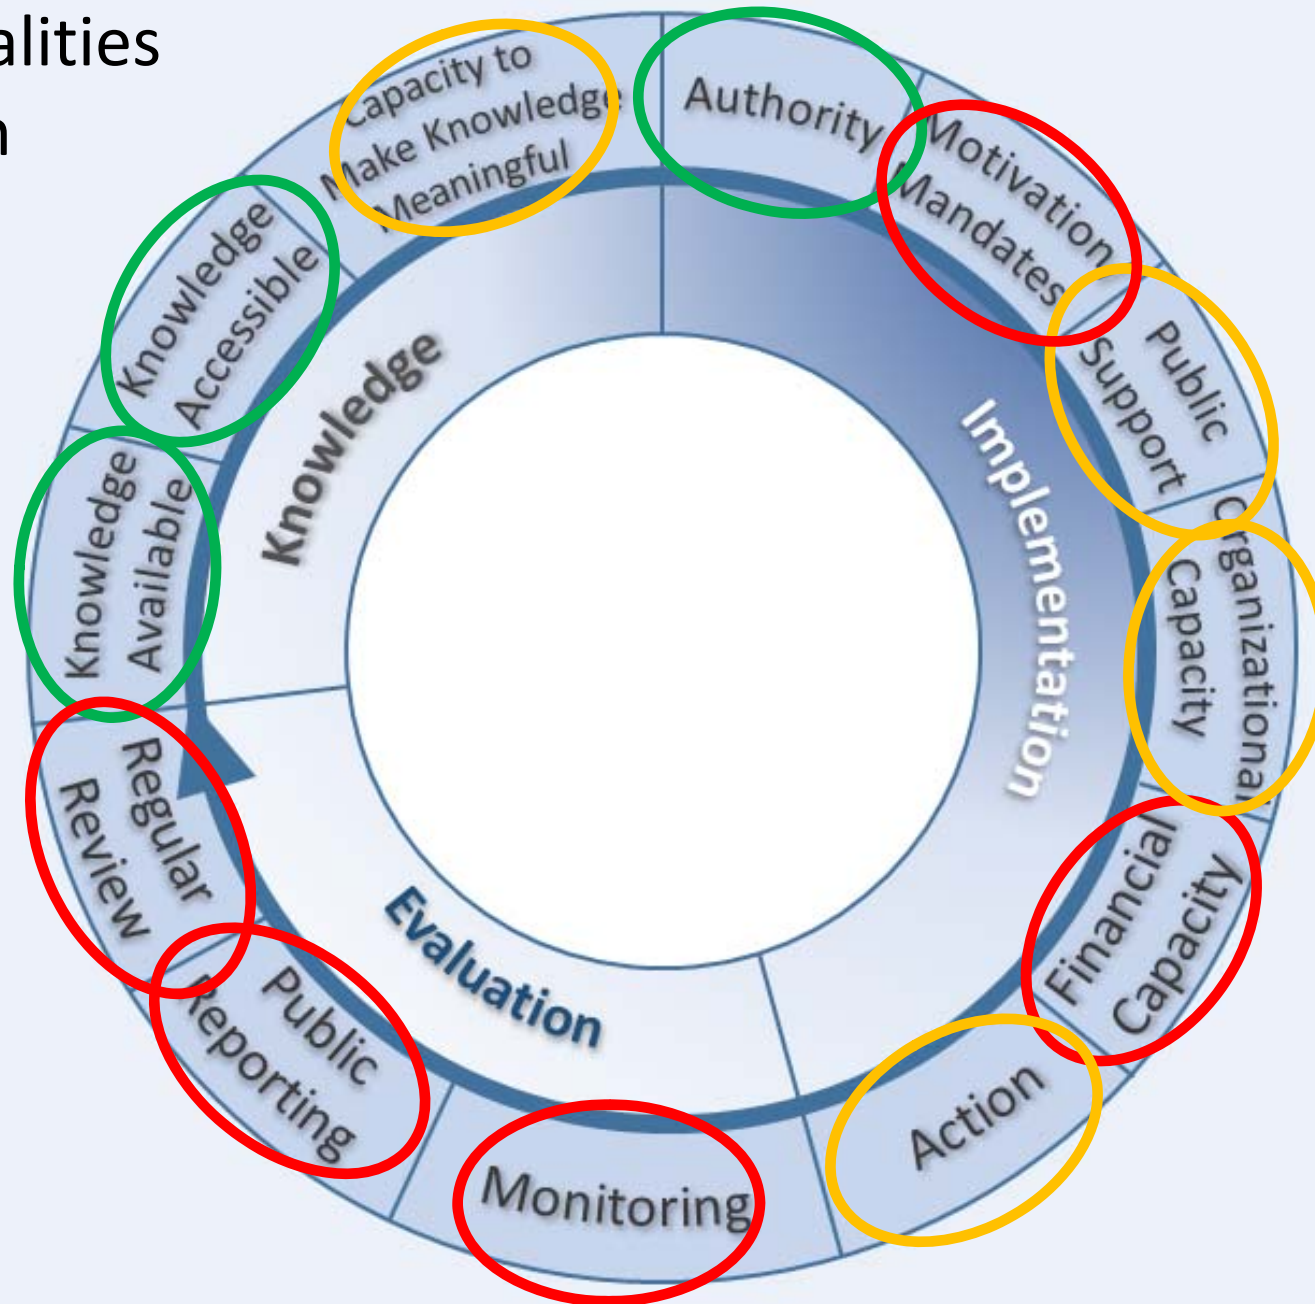 alities
n
Capacity to
Make Knowledge
Meaningful
Authority
Motivation
Mandates
Public
Support
Organizational
Capacity
Financial
Capacity
Action
Monitoring
Public
Reporting
Regular
Review
Knowledge
Available
Knowledge
Accessible
Knowledge
Implementation
Evaluation